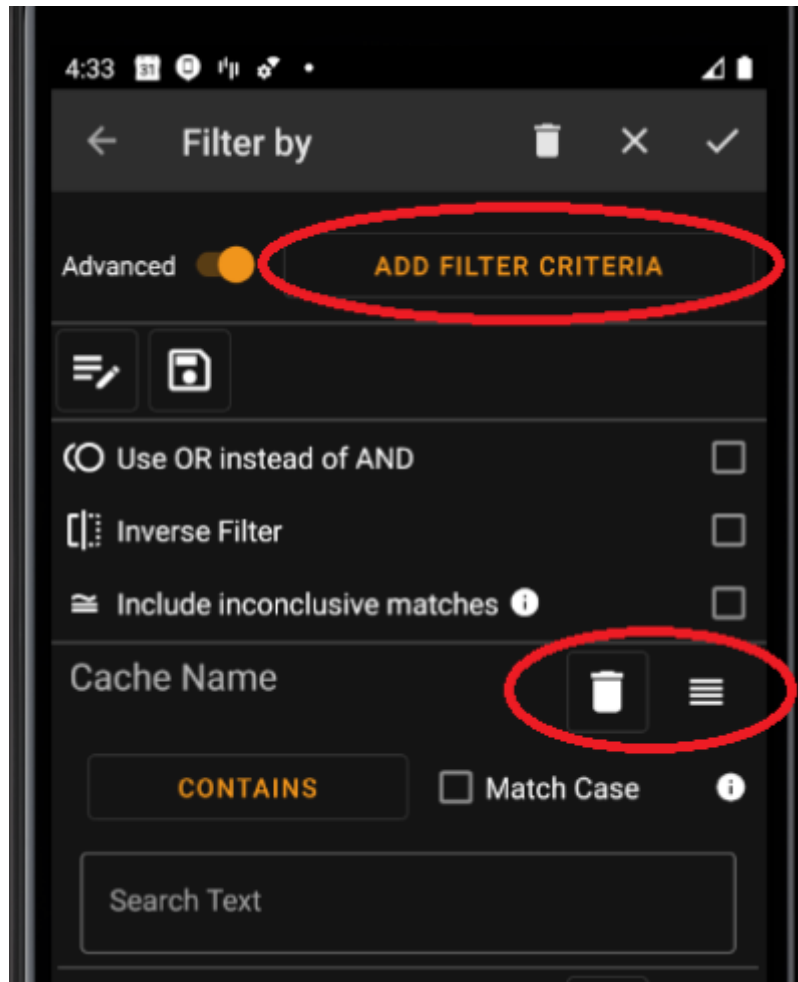 4:33 31
Filter by
Advanced ADD FILTER CRITERIA
Use OR instead of AND
Inverse Filter
Include inconclusive matches
Cache Name
CONTAINS Match Case
Search Text